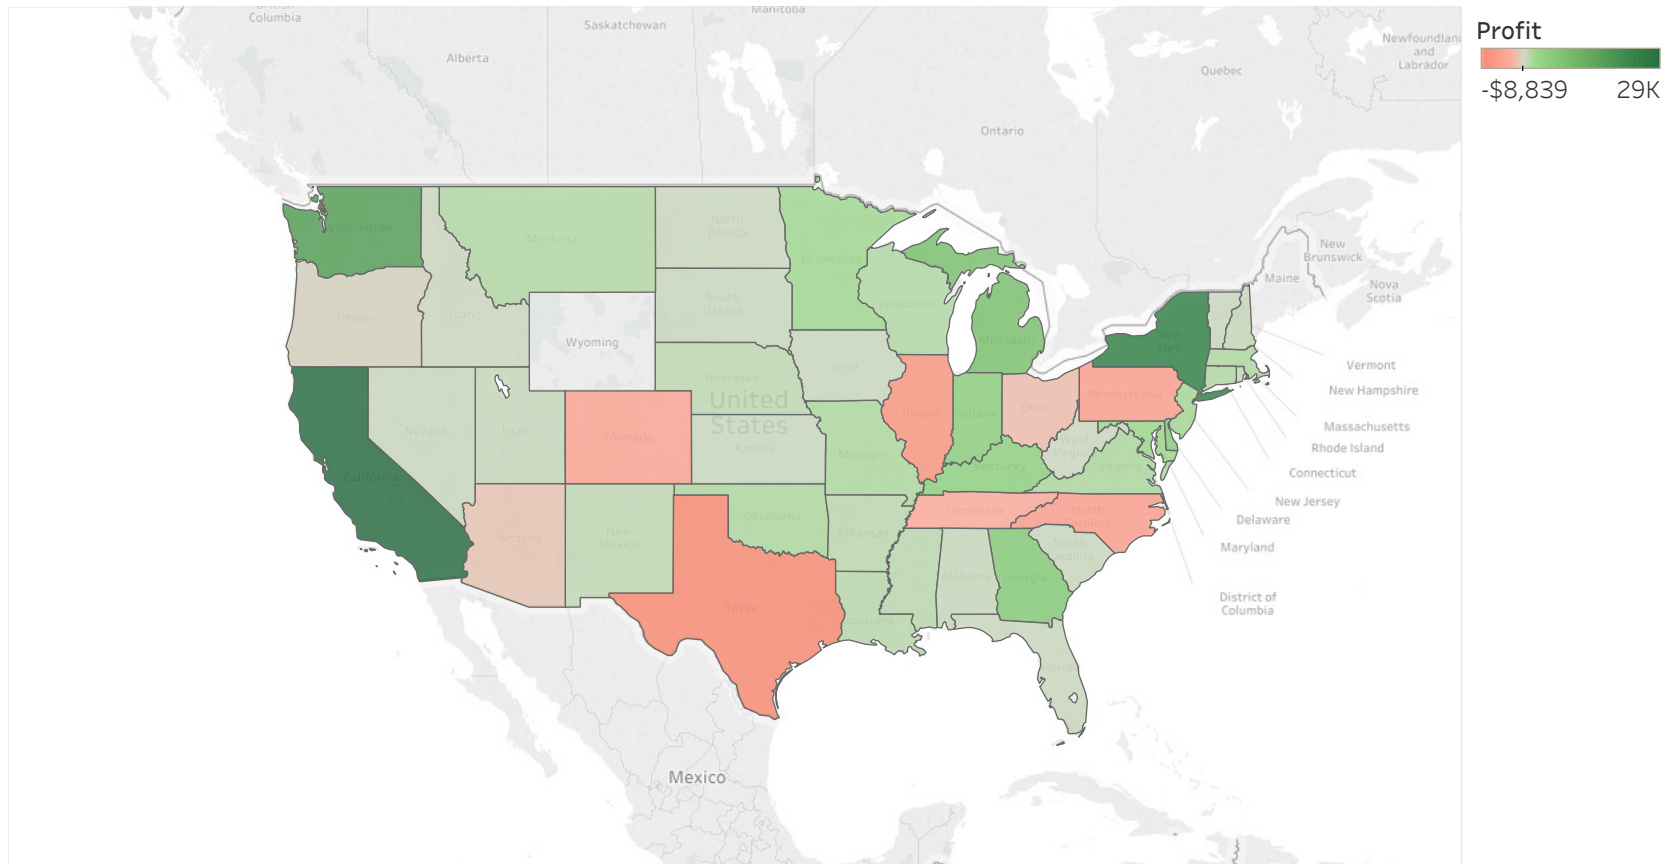 British
Columbia
Saskatchewan
Manitoba
Alberta
Quebec
Newfoundland
and
Labrador
Ontario
Profit
-$8,839
29K
Washington
Montana
North
Dakota
Minnesota
Oregon
Idaho
Wyoming
South
Dakota
Wisconsin
Michigan
New
York
Maine
New
Brunswick
Nova
Scotia
Iowa
Nebraska
United
States
Illinois
Indiana
Ohio
Pennsylvania
Vermont
New Hampshire
Massachusetts
Rhode Island
Connecticut
New Jersey
Delaware
Maryland
District of
Columbia
Nevada
Utah
Colorado
Kansas
Missouri
Kentucky
West
Virginia
Virginia
California
Arizona
New
Mexico
Oklahoma
Arkansas
Tennessee
North
Carolina
South
Carolina
Alabama
Georgia
Texas
Louisiana
Florida
Mexico